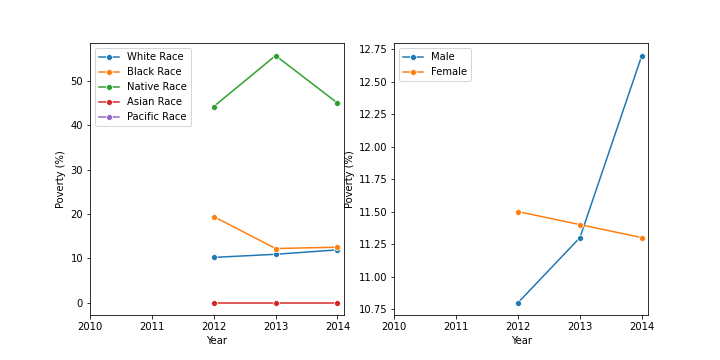 White Race
Black Race
Native Race
Asian Race
Pacific Race
50
40
30
20
10
0
Poverty (%)
2010 2011 2012 2013 2014
Year
Male
Female
12.75
12.50
12.25
12.00
11.75
11.50
11.25
11.00
10.75
Poverty (%)
2010 2011 2012 2013 2014
Year